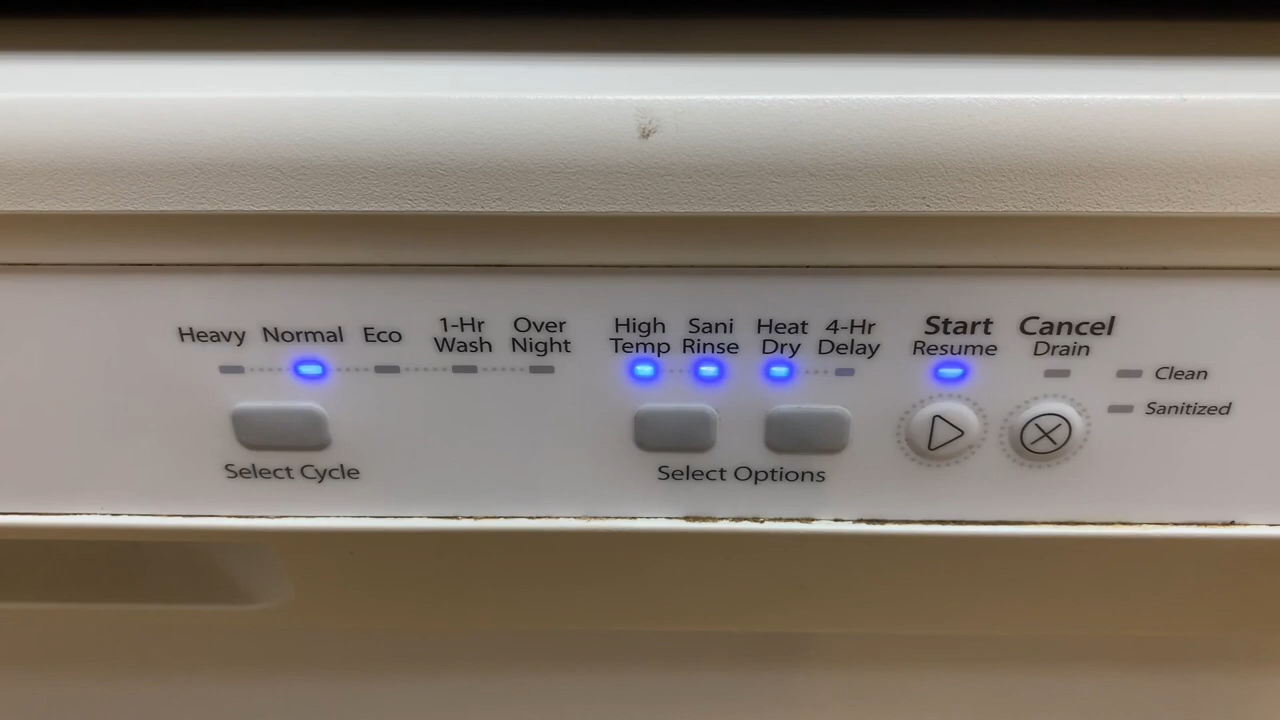 Heavy Normal Eco 1-Hr Wash Over Night
High Temp Sani Rinse Heat Dry 4-Hr Delay
Start Resume Cancel Drain
Clean
Sanitized
Select Cycle
Select Options